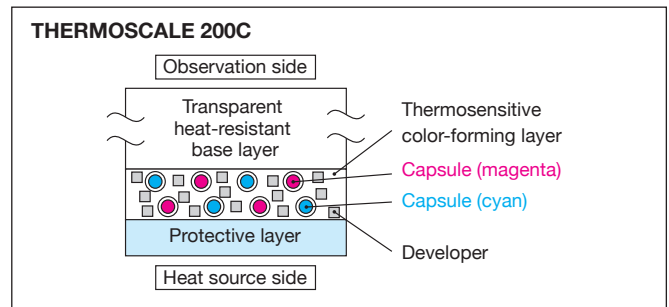 THERMOSCALE 200C
Observation side
Transparent
heat-resistant
base layer
Thermosensitive
color-forming layer
Capsule (magenta)
Capsule (cyan)
Protective layer
Developer
Heat source side